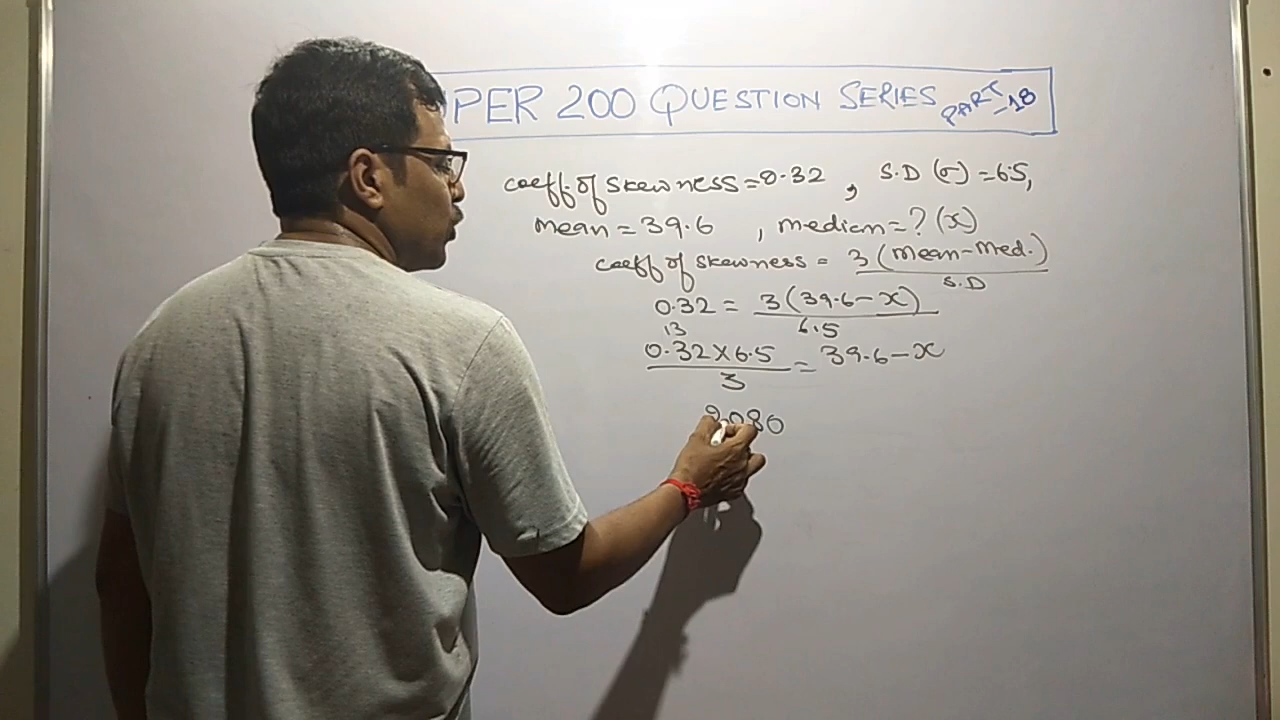 PER 200 QUESTION SERIES PART-18
coeff. of skewness = 0.32 , S.D (σ) = 6.5,
mean = 39.6 , median = ? (x)
coeff of skewness = 3 (mean - med.)
S.D
0.32 = 3 (39.6 - x)
13 6.5
0.32 X 6.5 = 39.6 - x
3
2080